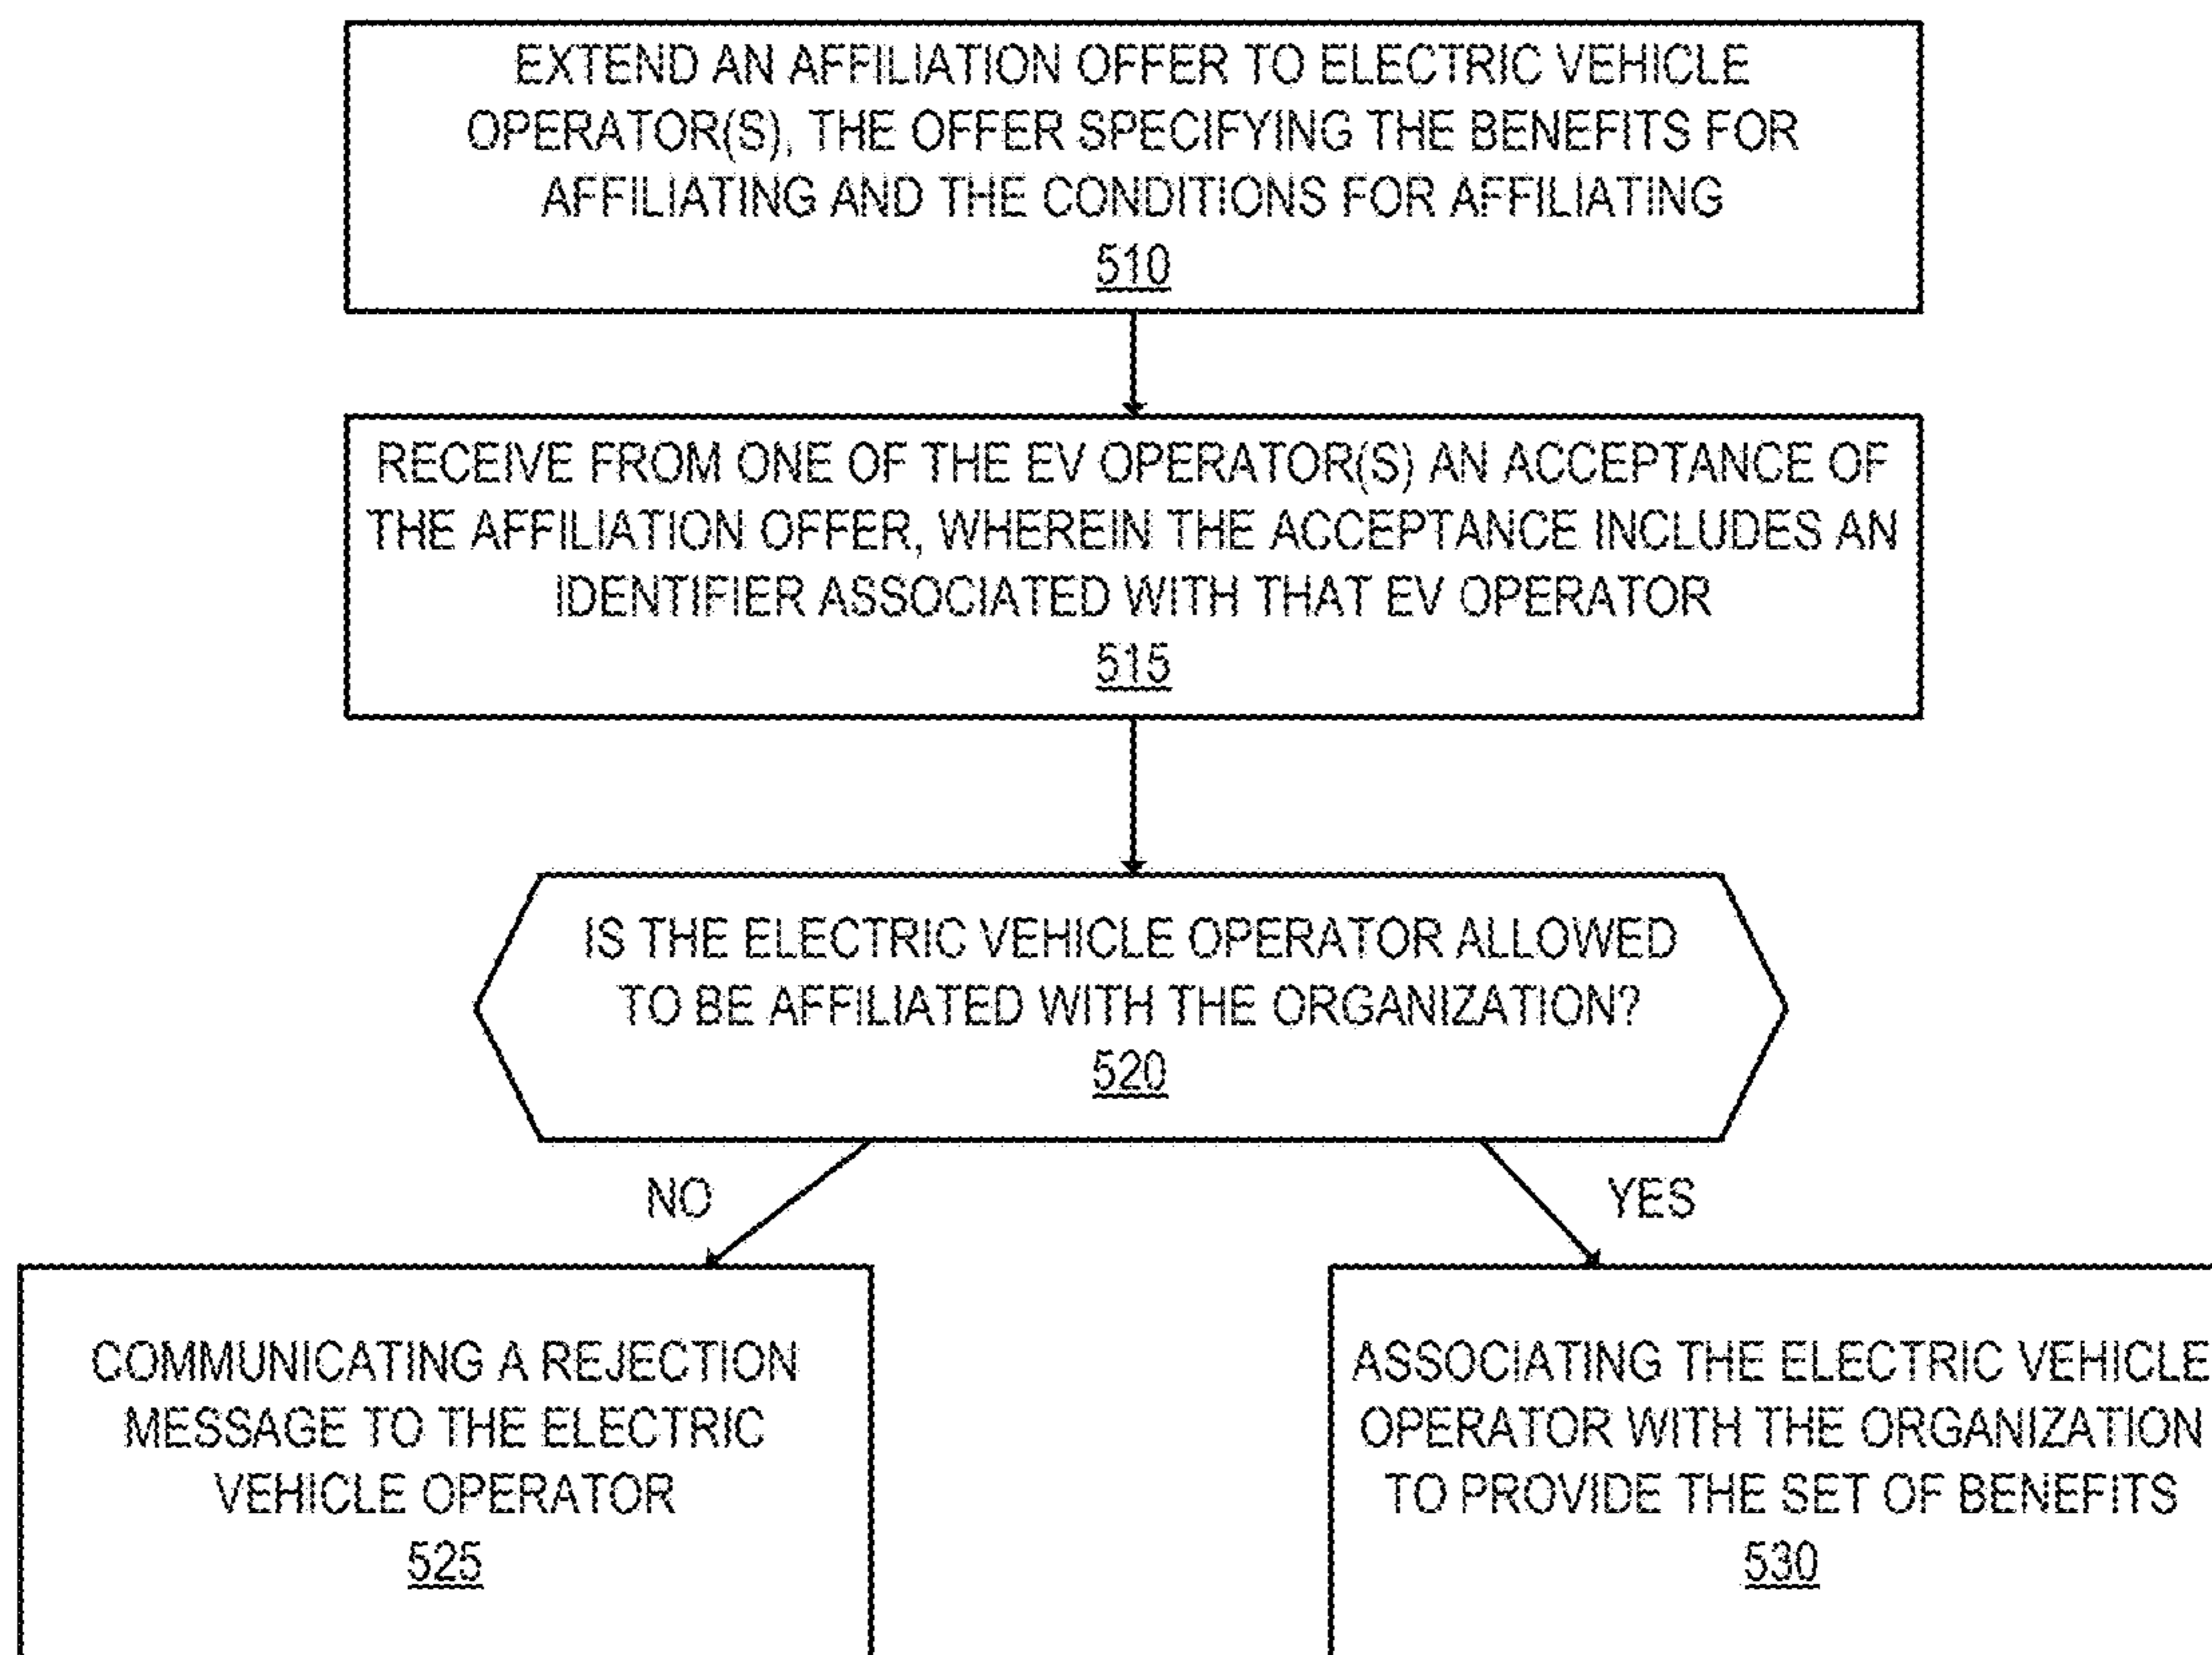 EXTEND AN AFFILIATION OFFER TO ELECTRIC VEHICLE
OPERATOR(S), THE OFFER SPECIFYING THE BENEFITS FOR
AFFILIATING AND THE CONDITIONS FOR AFFILIATING
510
RECEIVE FROM ONE OF THE EV OPERATOR(S) AN ACCEPTANCE OF
THE AFFILIATION OFFER, WHEREIN THE ACCEPTANCE INCLUDES AN
IDENTIFIER ASSOCIATED WITH THAT EV OPERATOR
515
IS THE ELECTRIC VEHICLE OPERATOR ALLOWED
TO BE AFFILIATED WITH THE ORGANIZATION?
520
NO
YES
COMMUNICATING A REJECTION
MESSAGE TO THE ELECTRIC
VEHICLE OPERATOR
525
ASSOCIATING THE ELECTRIC VEHICLE
OPERATOR WITH THE ORGANIZATION
TO PROVIDE THE SET OF BENEFITS
530